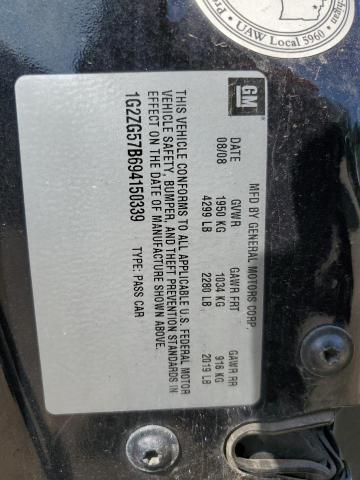 higan
UAW Local 5960
GM
MFD BY GENERAL MOTORS CORP.
DATE GVWR GAWR FRT GAWR RR
08/08 1950 KG 1034 KG 916 KG
4299 LB 2280 LB 2019 LB
THIS VEHICLE CONFORMS TO ALL APPLICABLE U.S. FEDERAL MOTOR
VEHICLE SAFETY, BUMPER, AND THEFT PREVENTION STANDARDS IN
EFFECT ON THE DATE OF MANUFACTURE SHOWN ABOVE.
1G2ZG57B694150339 TYPE: PASS CAR